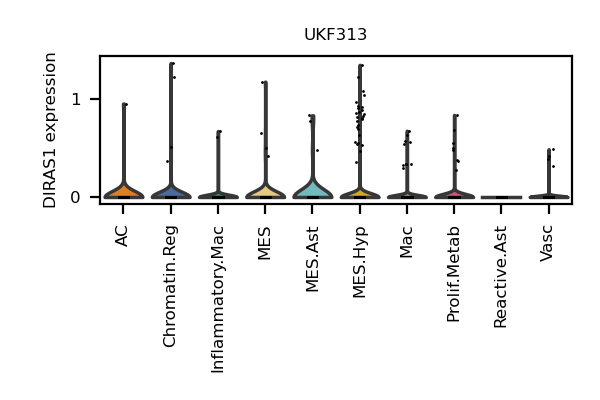 UKF313
DIRAS1 expression
1
0
AC
Chromatin.Reg
Inflammatory.Mac
MES
MES.Ast
MES.Hyp
Mac
Prolif.Metab
Reactive.Ast
Vasc